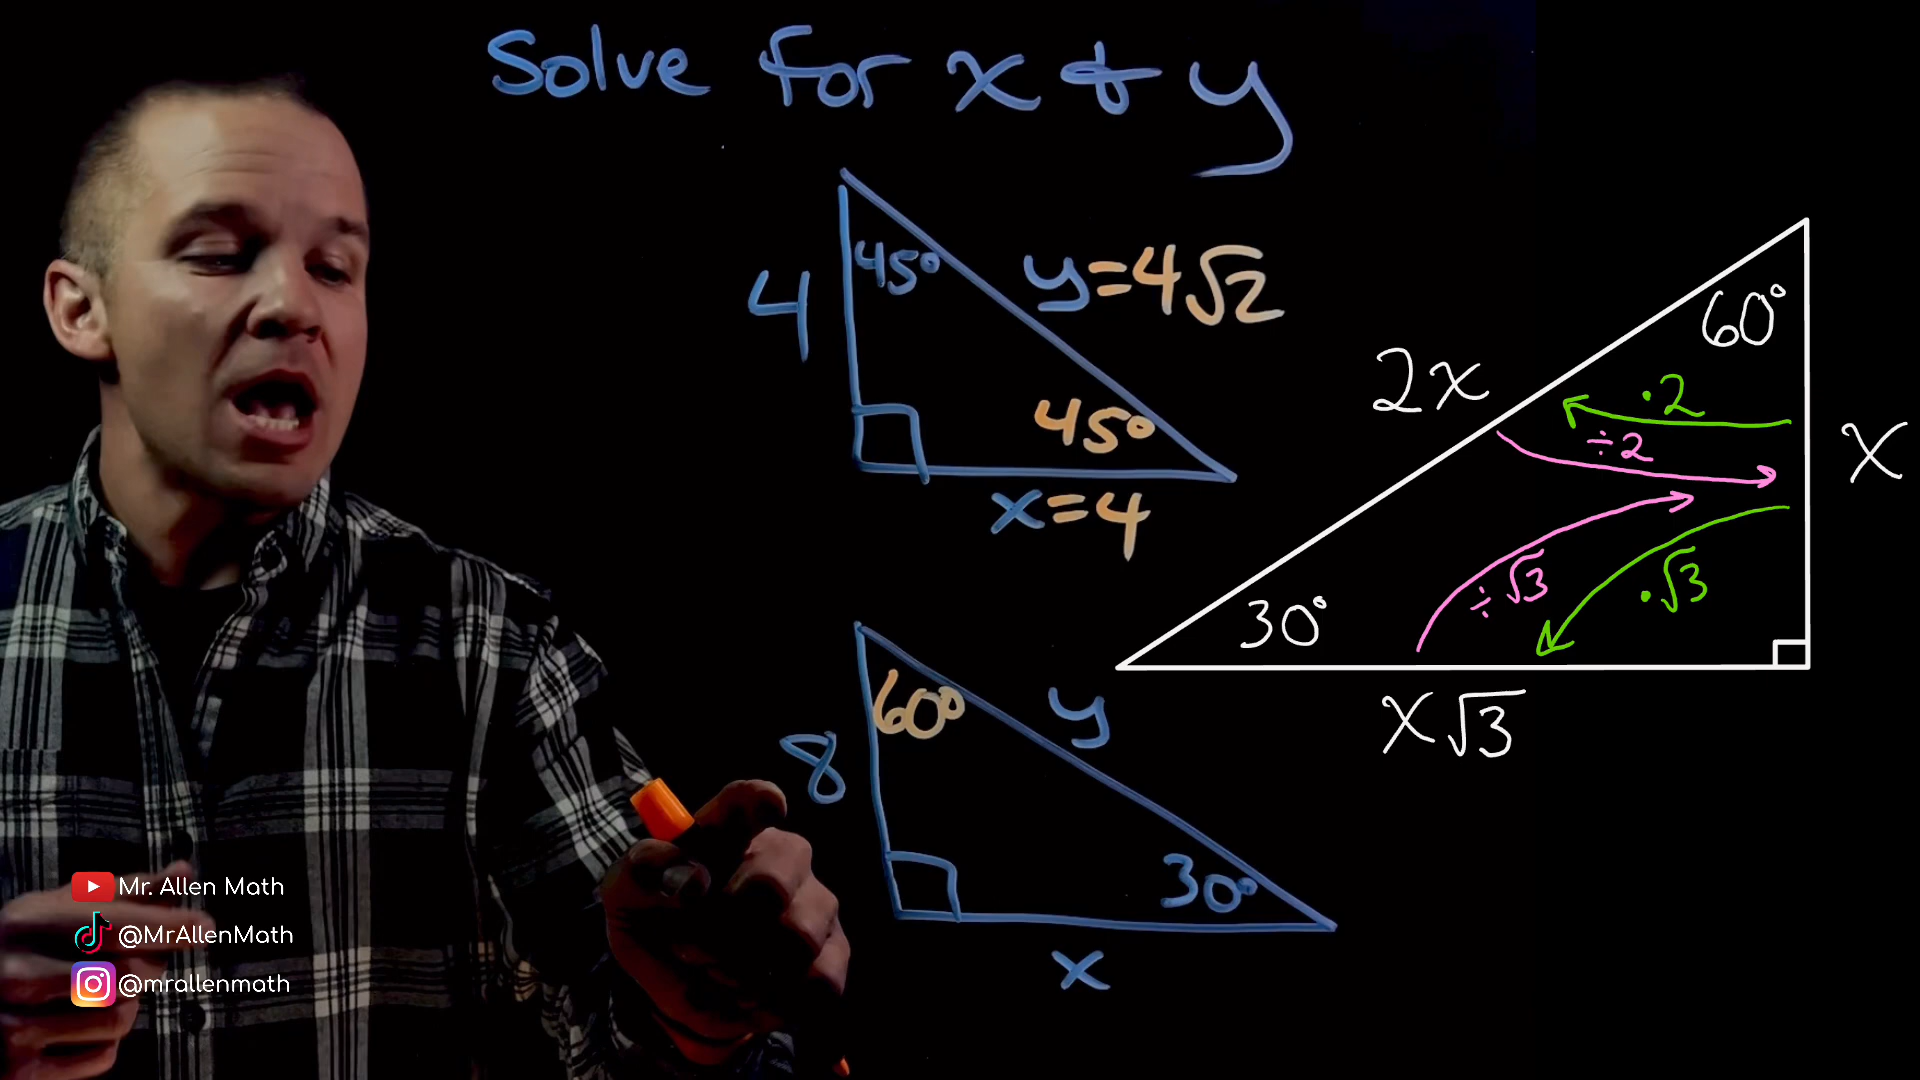 Solve for x & y
45°
4
y=4√2
45°
x=4
60°
2x
·2
÷2
x
÷√3
·√3
30°
x√3
60°
y
8
30°
x
Mr. Allen Math
@MrAllenMath
@mrallenmath